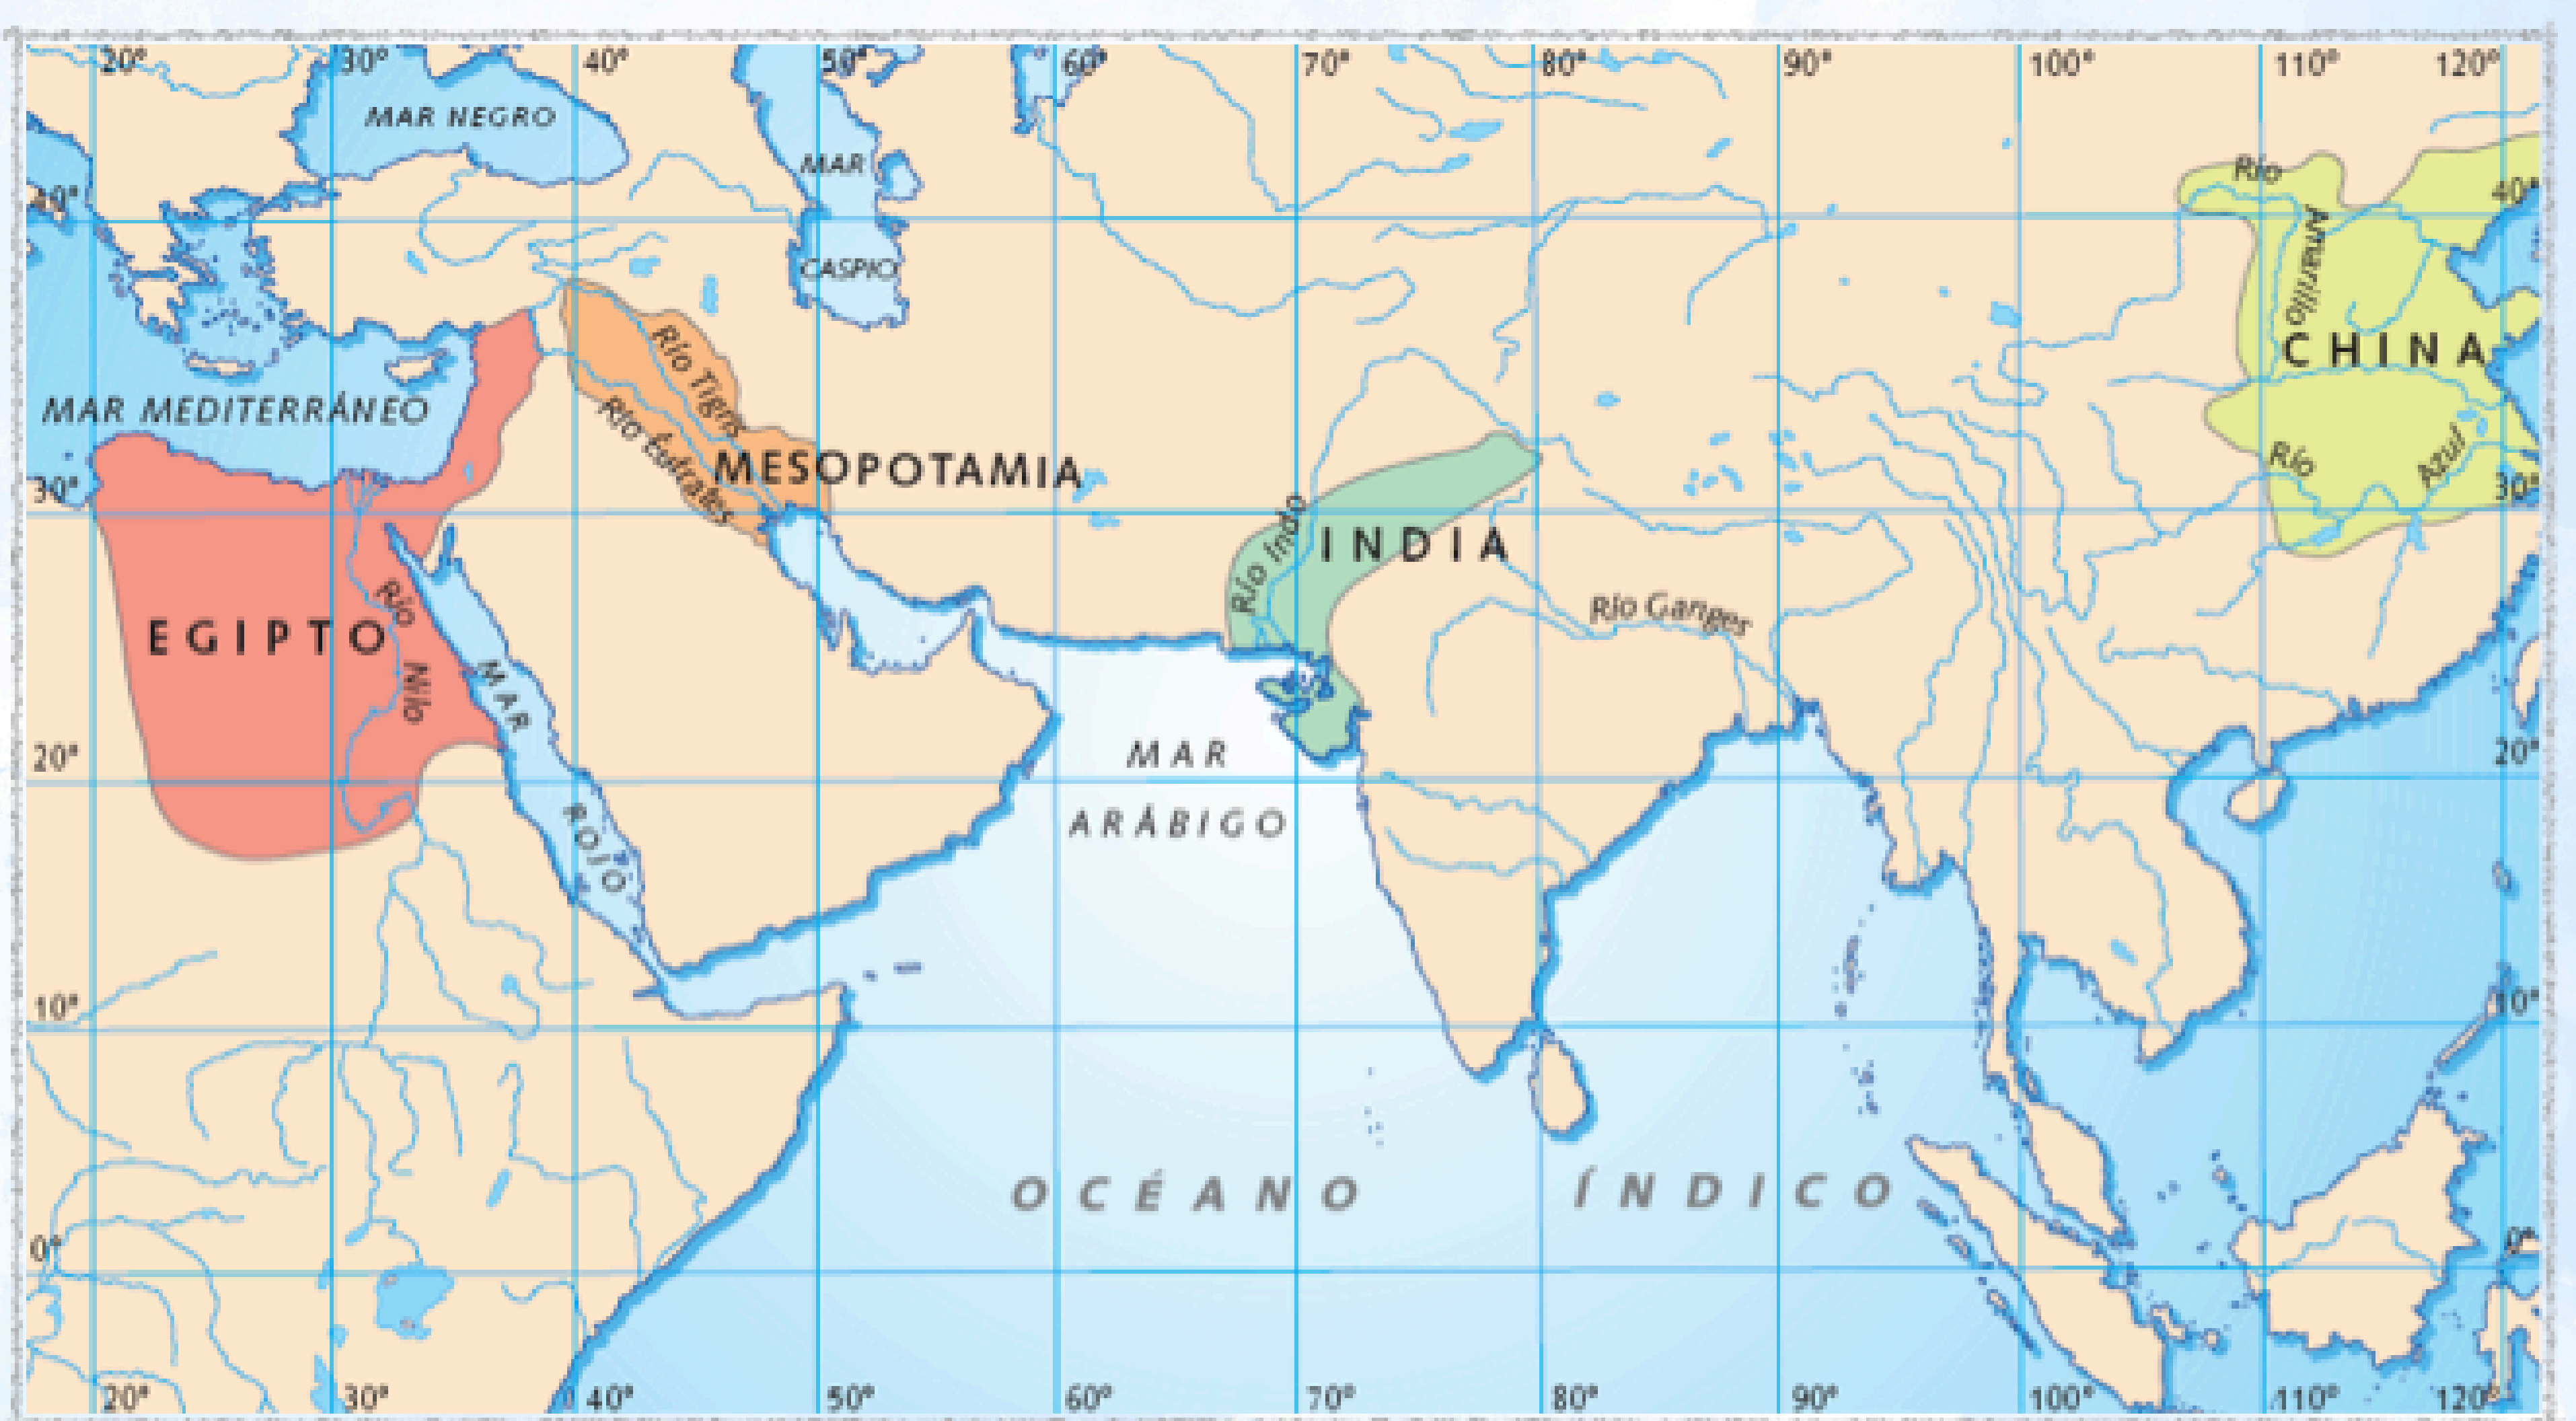 20° 30° 40° 50° 60° 70° 80° 90° 100° 110° 120°
MAR NEGRO
MAR
CASPIO
40°
Río
Amarillo
40°
CHINA
Río Tigris
Río Éufrates
MAR MEDITERRÁNEO
MESOPOTAMIA
Río
Azul
30°
30°
Río Indo
INDIA
Río Ganges
EGIPTO
Río
Nilo
MAR
ROJO
20°
MAR
ARÁBIGO
20°
10°
10°
OCÉANO ÍNDICO
0°
0°
20° 30° 40° 50° 60° 70° 80° 90° 100° 110° 120°